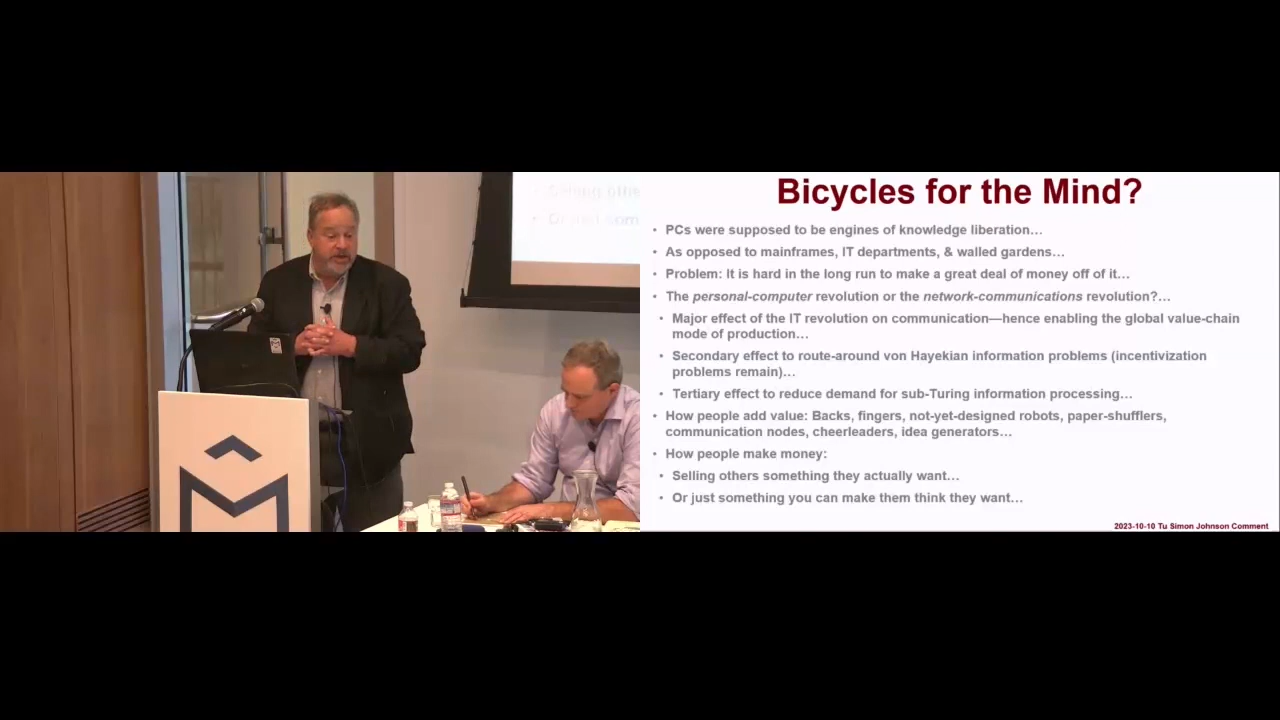 Bicycles for the Mind?
• PCs were supposed to be engines of knowledge liberation…
• As opposed to mainframes, IT departments, & walled gardens…
• Problem: It is hard in the long run to make a great deal of money off of it…
• The personal-computer revolution or the network-communications revolution?…
• Major effect of the IT revolution on communication—hence enabling the global value-chain
mode of production…
• Secondary effect to route-around von Hayekian information problems (incentivization
problems remain)…
• Tertiary effect to reduce demand for sub-Turing information processing…
• How people add value: Backs, fingers, not-yet-designed robots, paper-shufflers,
communication nodes, cheerleaders, idea generators…
• How people make money:
• Selling others something they actually want…
• Or just something you can make them think they want…
2023-10-10 Tu Simon Johnson Comment